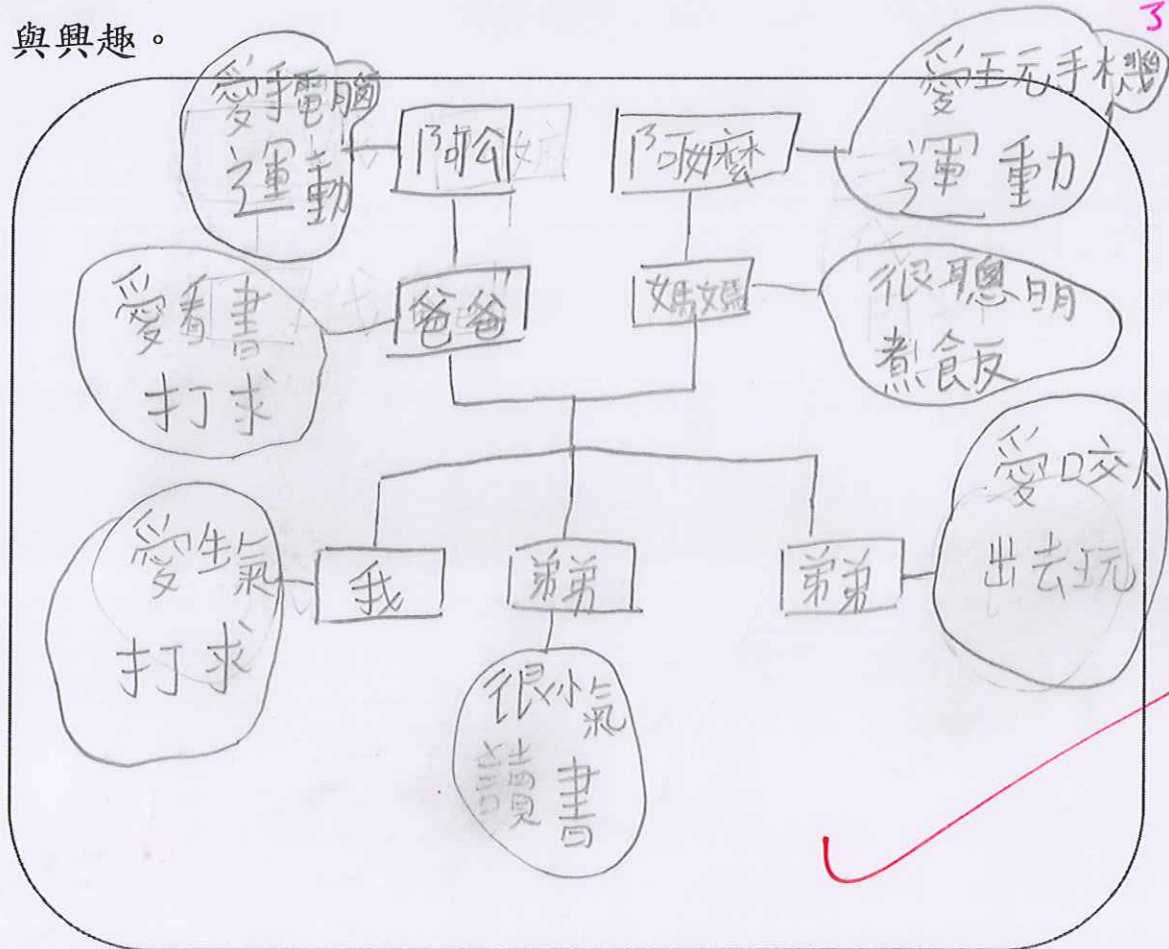 與興趣。
3
愛手電腦
運動
阿公
阿嬤
愛玩手機
運動
愛看書
打求
爸爸
媽媽
很聰明
煮飯
愛生氣
打求
我
弟弟
弟弟
愛咬人
出去玩
很小氣
讀書